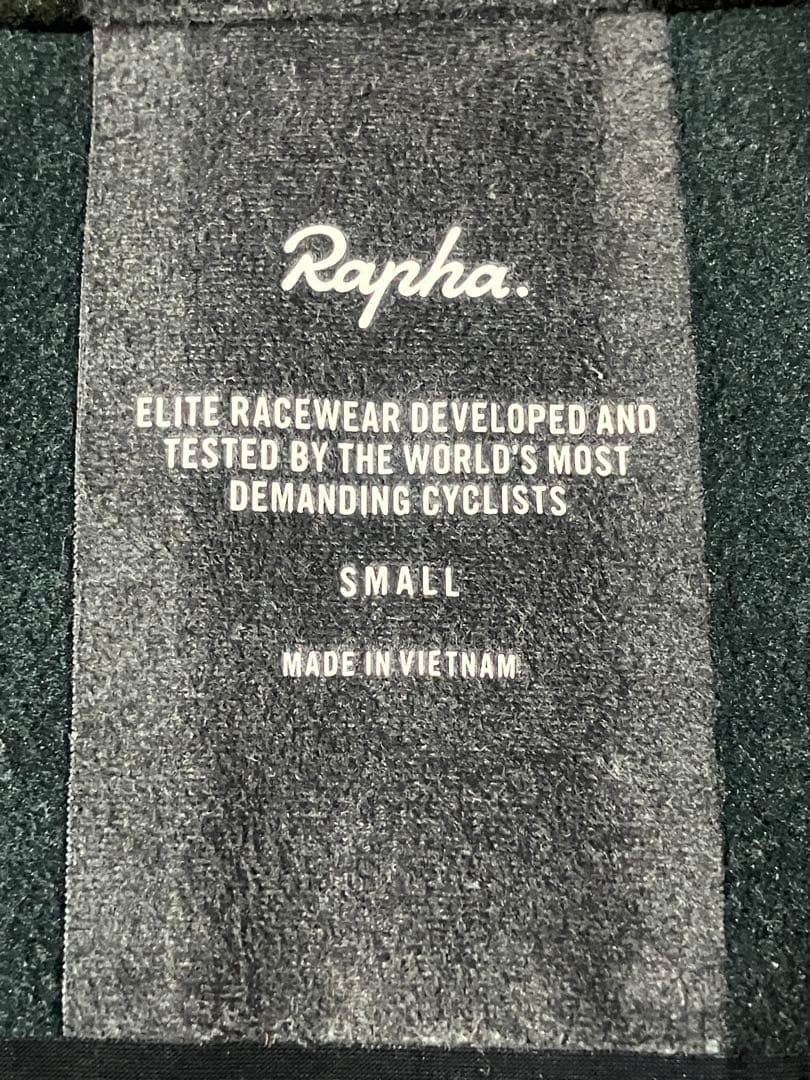 Rapha.
ELITE RACEWEAR DEVELOPED AND
TESTED BY THE WORLD'S MOST
DEMANDING CYCLISTS
SMALL
MADE IN VIETNAM